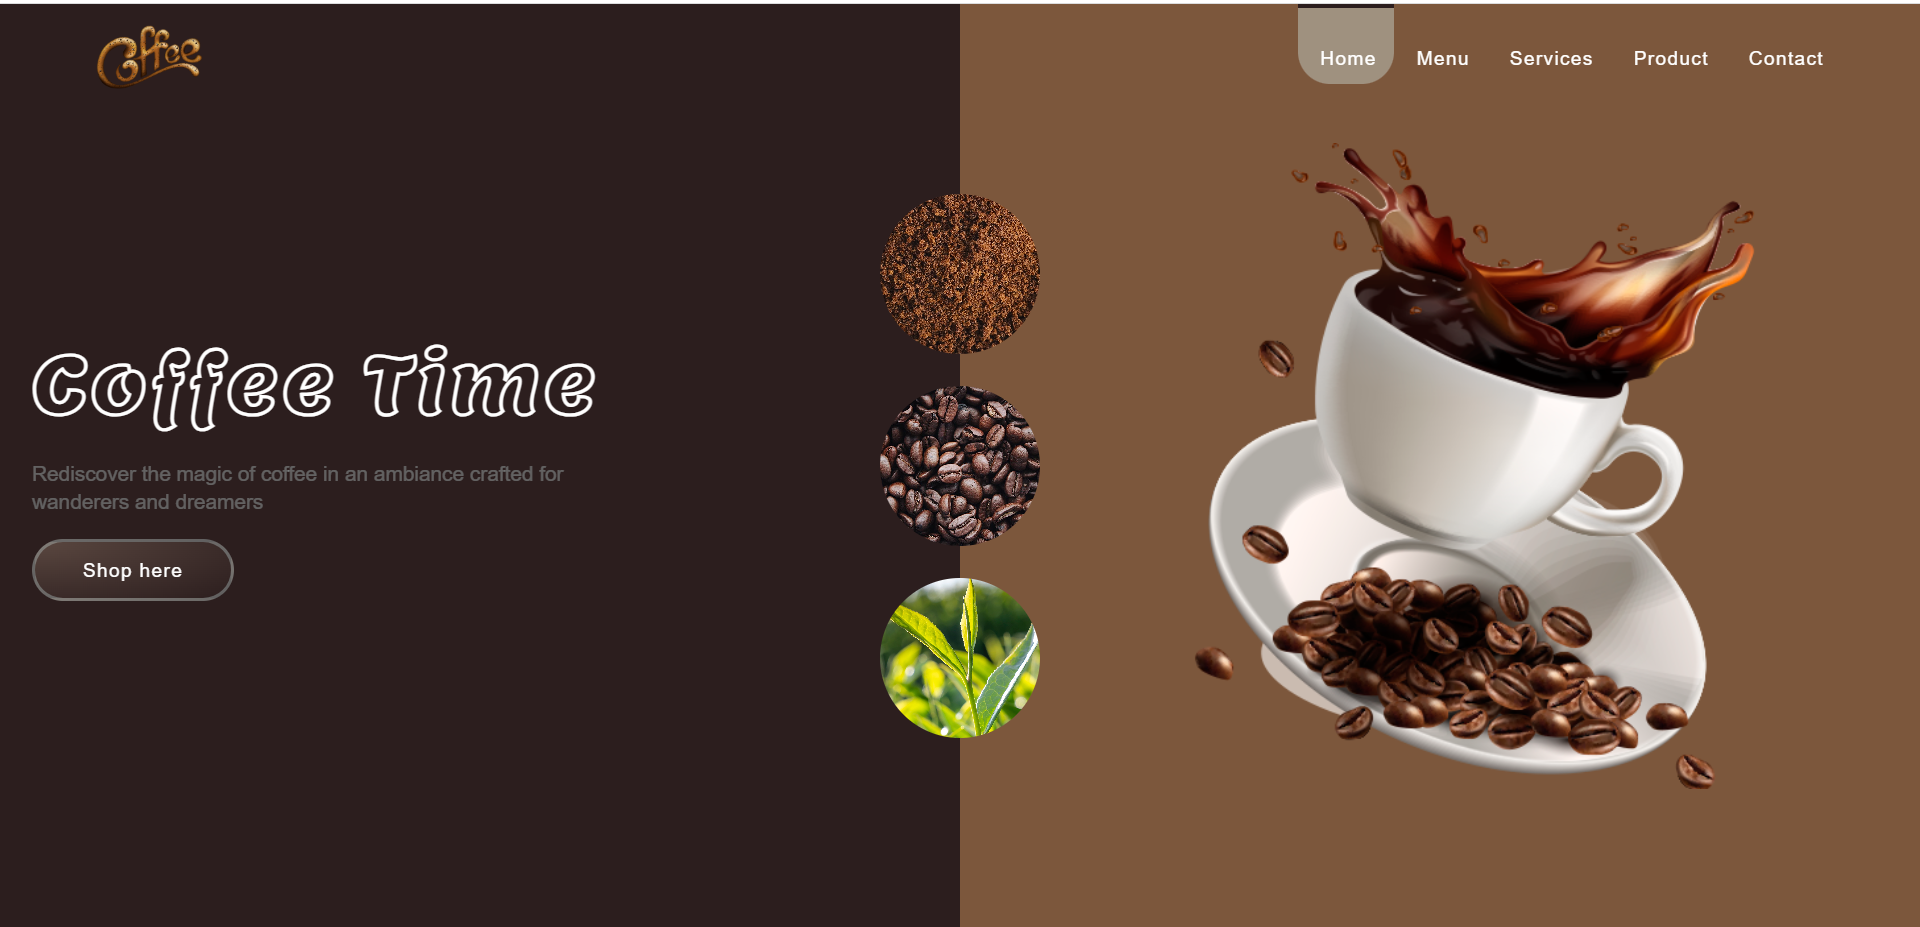 Coffee
Home Menu Services Product Contact
Coffee Time
Rediscover the magic of coffee in an ambiance crafted for
wanderers and dreamers
Shop here